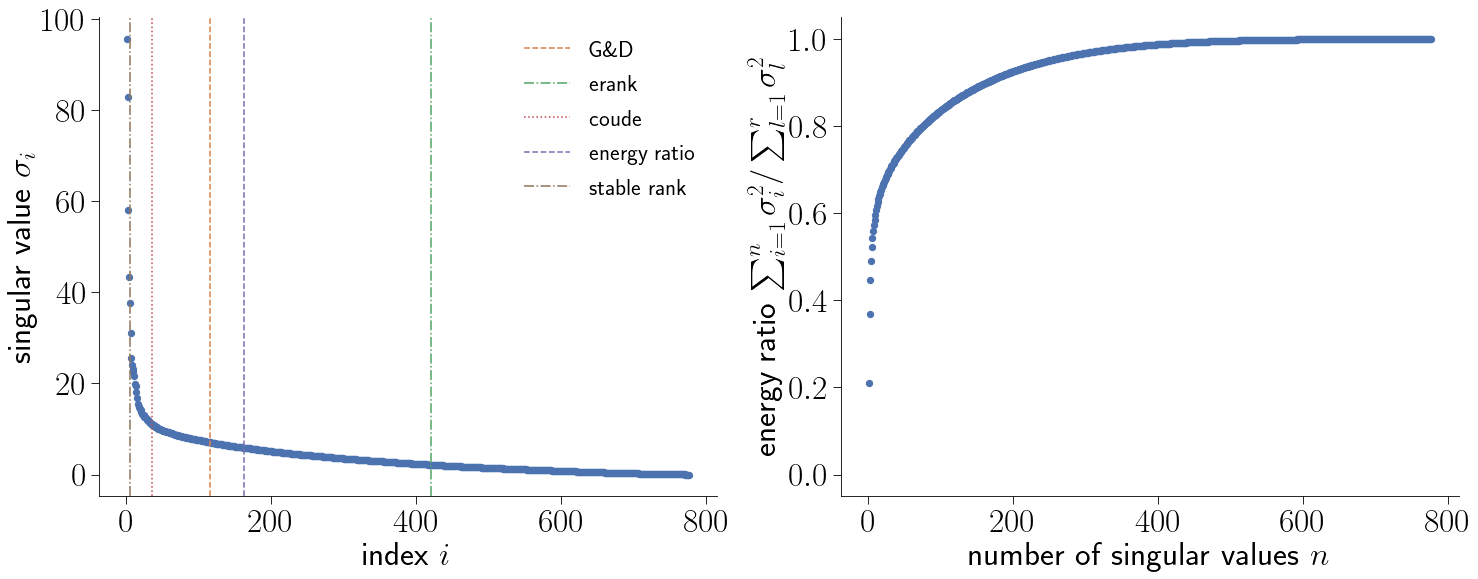 100
80
60
40
20
0
singular value σ_i
0 200 400 600 800
index i
G&D
erank
coude
energy ratio
stable rank
1.0
0.8
0.6
0.4
0.2
0.0
energy ratio ∑_{i=1}^{n} σ_i^2 / ∑_{l=1}^{r} σ_l^2
0 200 400 600 800
number of singular values n